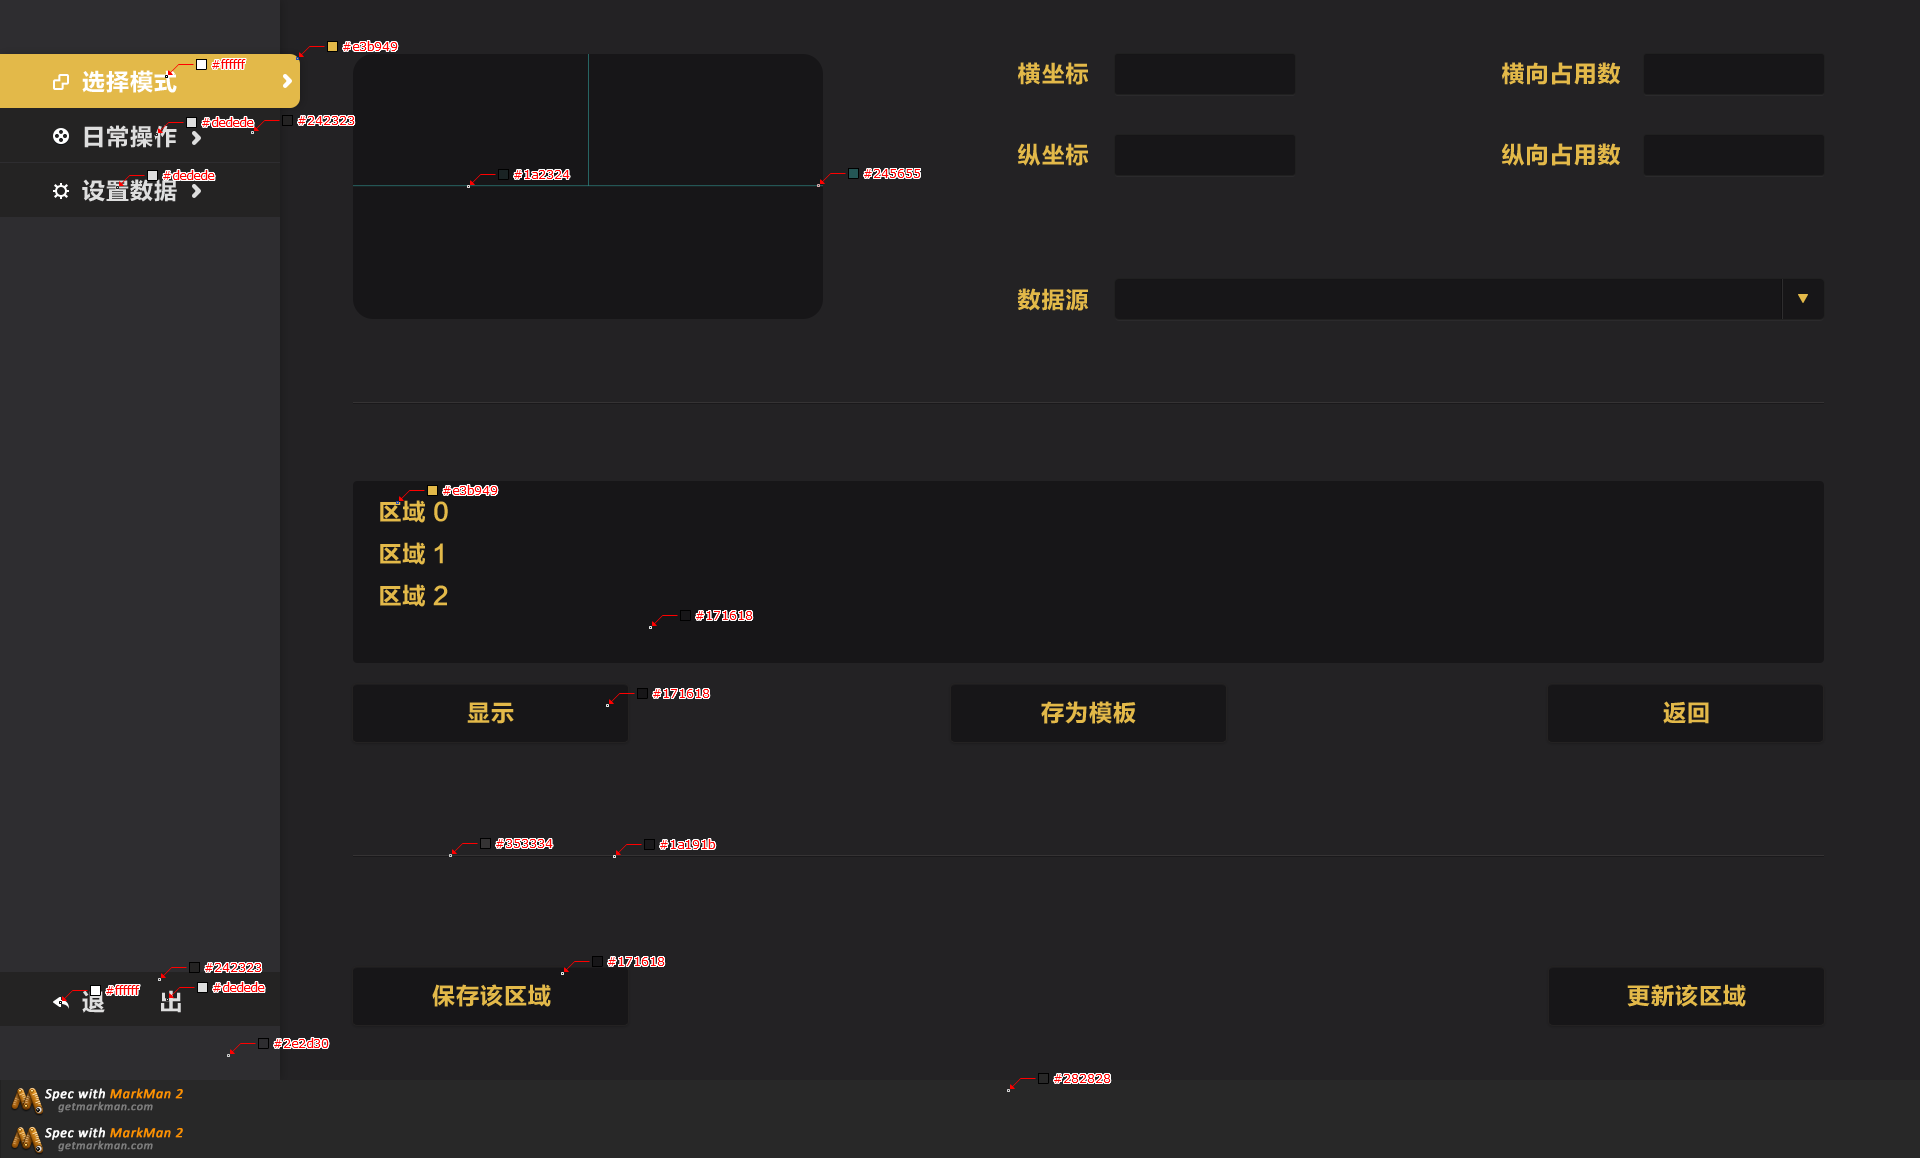 #e3b949
#ffffff
选择模式
横坐标
横向占用数
#dedede
#242323
日常操作
纵坐标
纵向占用数
#1a2324
#245655
#dedede
设置数据
数据源
#e3b949
区域 0
区域 1
区域 2
#171618
#171618
显示
存为模板
返回
#353334
#1a191b
#171618
#242323
#ffffff
#dedede
退 出
保存该区域
更新该区域
#2e2d30
#282828
Spec with MarkMan 2
getmarkman.com
Spec with MarkMan 2
getmarkman.com